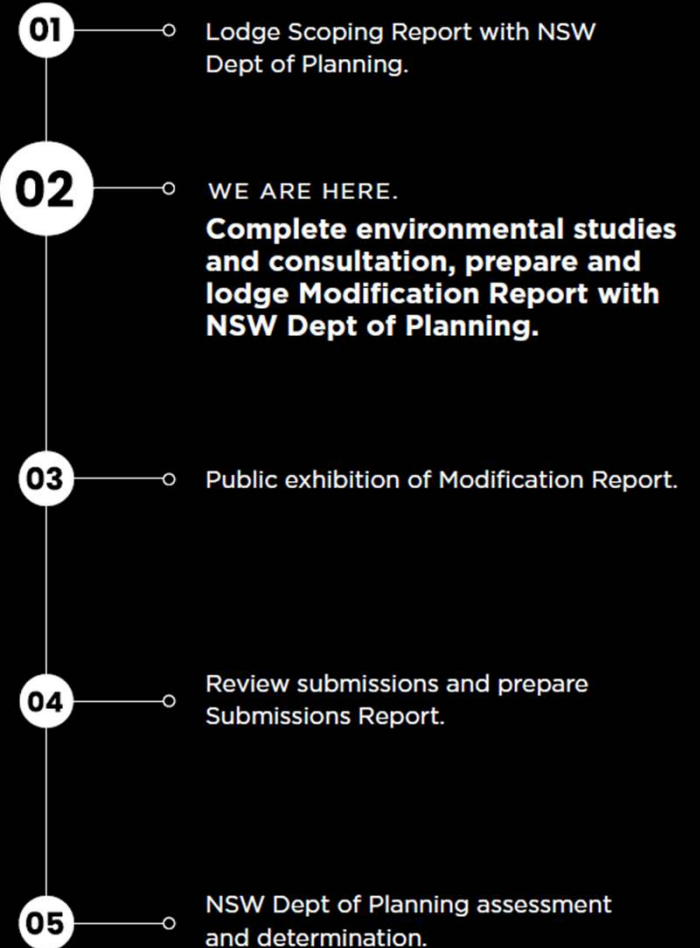 01
Lodge Scoping Report with NSW
Dept of Planning.
02
WE ARE HERE.
Complete environmental studies
and consultation, prepare and
lodge Modification Report with
NSW Dept of Planning.
03
Public exhibition of Modification Report.
04
Review submissions and prepare
Submissions Report.
05
NSW Dept of Planning assessment
and determination.